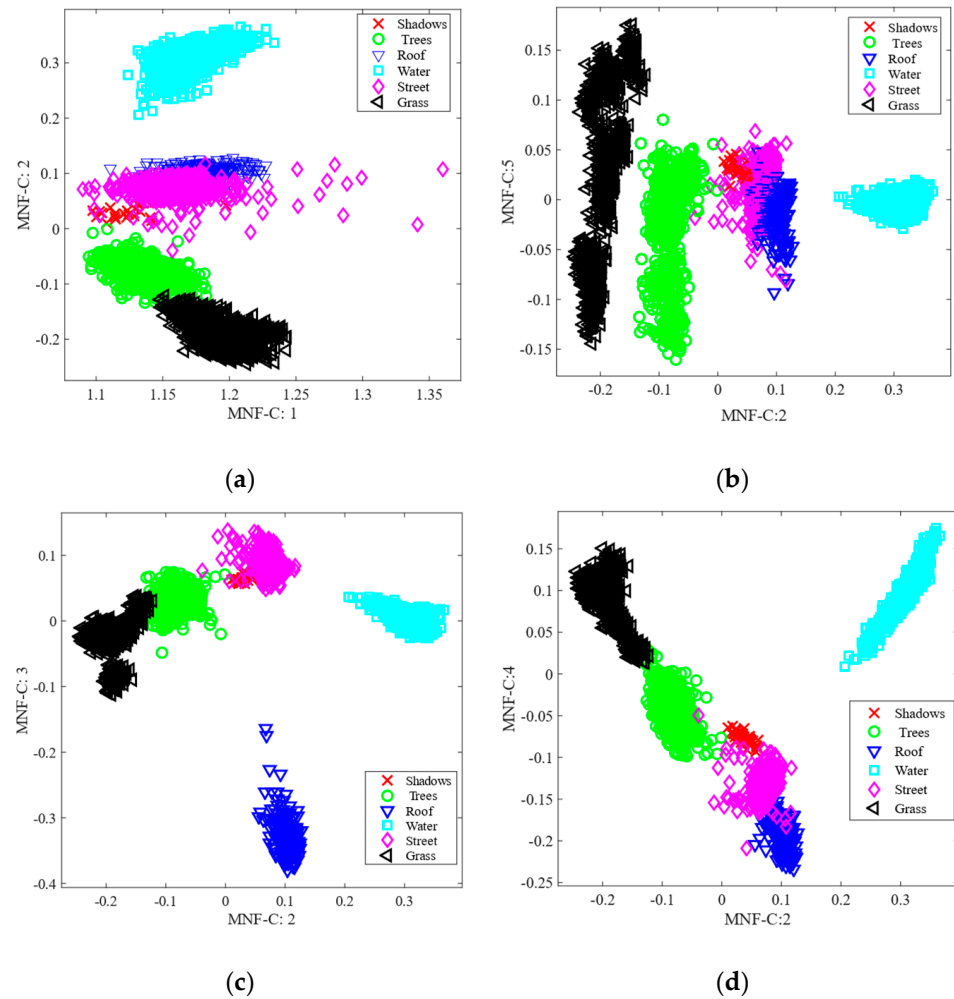 Shadows
Trees
Roof
Water
Street
Grass
0.3
0.2
0.1
0
-0.1
-0.2
MNF-C: 2
1.1 1.15 1.2 1.25 1.3 1.35
MNF-C: 1
(a)
Shadows
Trees
Roof
Water
Street
Grass
0.15
0.1
0.05
0
-0.05
-0.1
-0.15
MNF-C:5
-0.2 -0.1 0 0.1 0.2 0.3
MNF-C:2
(b)
0.1
0
-0.1
-0.2
-0.3
-0.4
MNF-C: 3
Shadows
Trees
Roof
Water
Street
Grass
-0.2 -0.1 0 0.1 0.2 0.3
MNF-C: 2
(c)
0.15
0.1
0.05
0
-0.05
-0.1
-0.15
-0.2
-0.25
MNF-C:4
Shadows
Trees
Roof
Water
Street
Grass
-0.2 -0.1 0 0.1 0.2 0.3
MNF-C:2
(d)